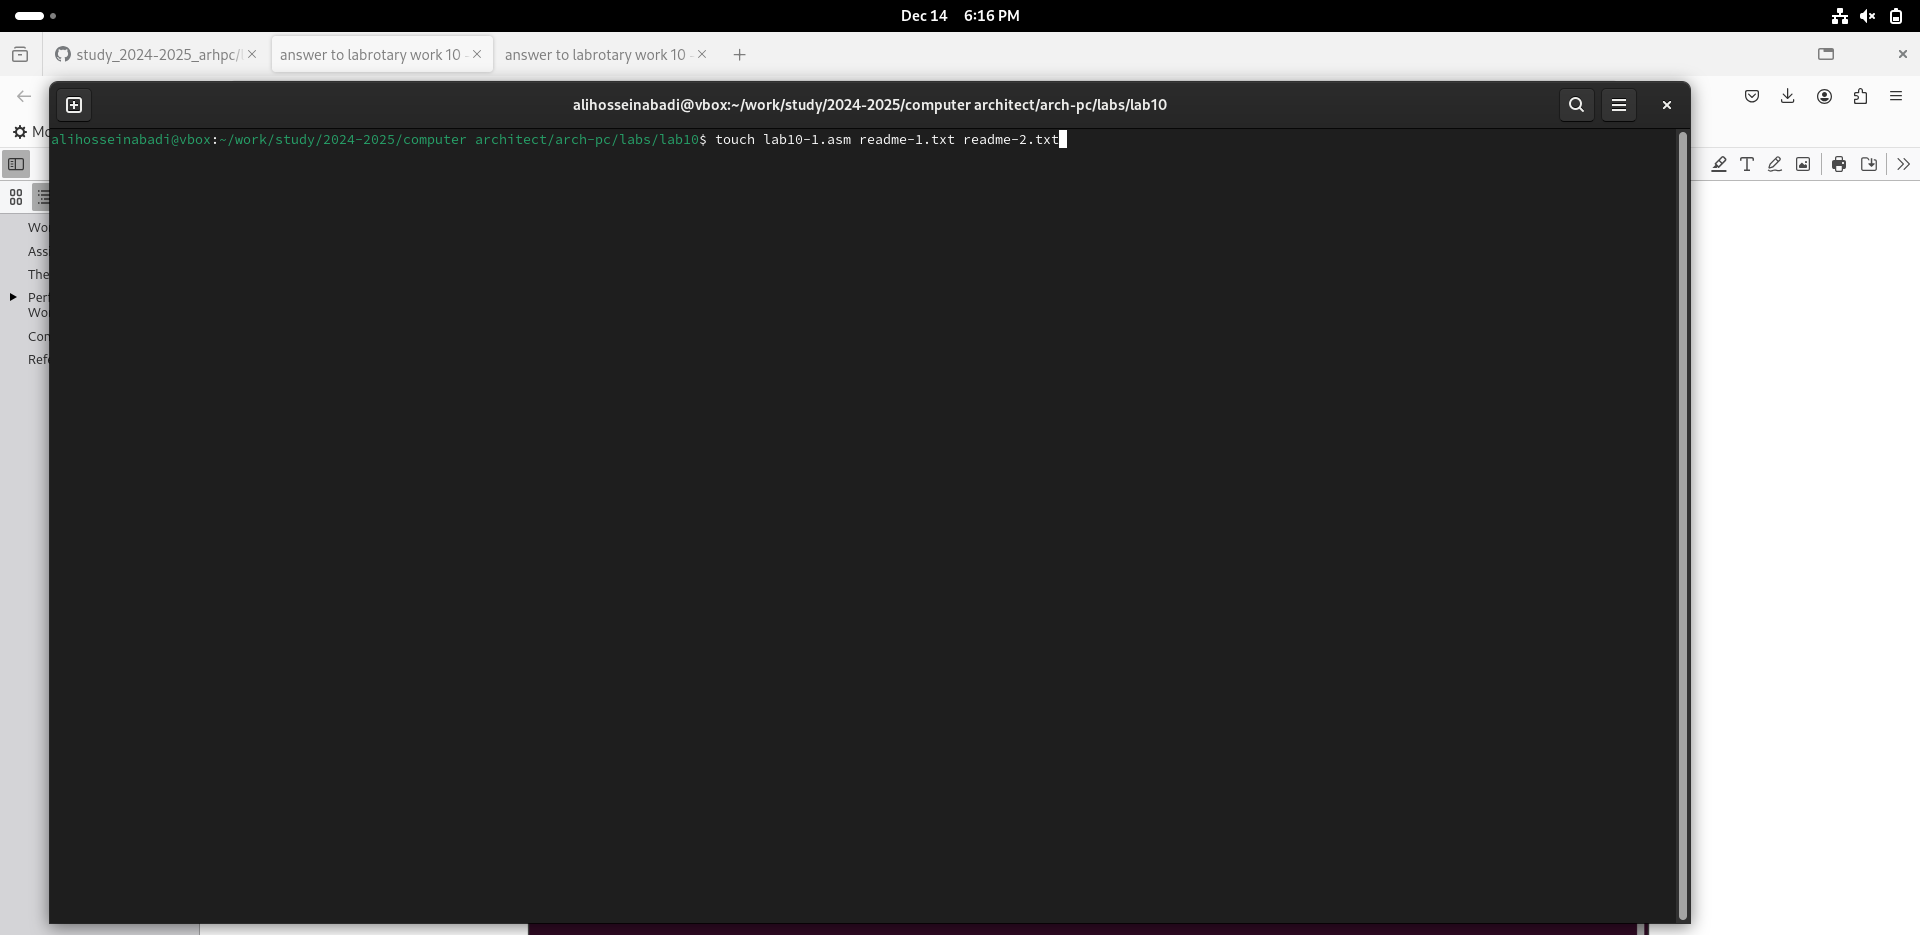 Dec 14 6:16 PM
study_2024-2025_arhpc/
answer to labrotary work 10 -
answer to labrotary work 10 -
alihosseinabadi@vbox:~/work/study/2024-2025/computer architect/arch-pc/labs/lab10
alihosseinabadi@vbox:~/work/study/2024-2025/computer architect/arch-pc/labs/lab10$ touch lab10-1.asm readme-1.txt readme-2.txt
The